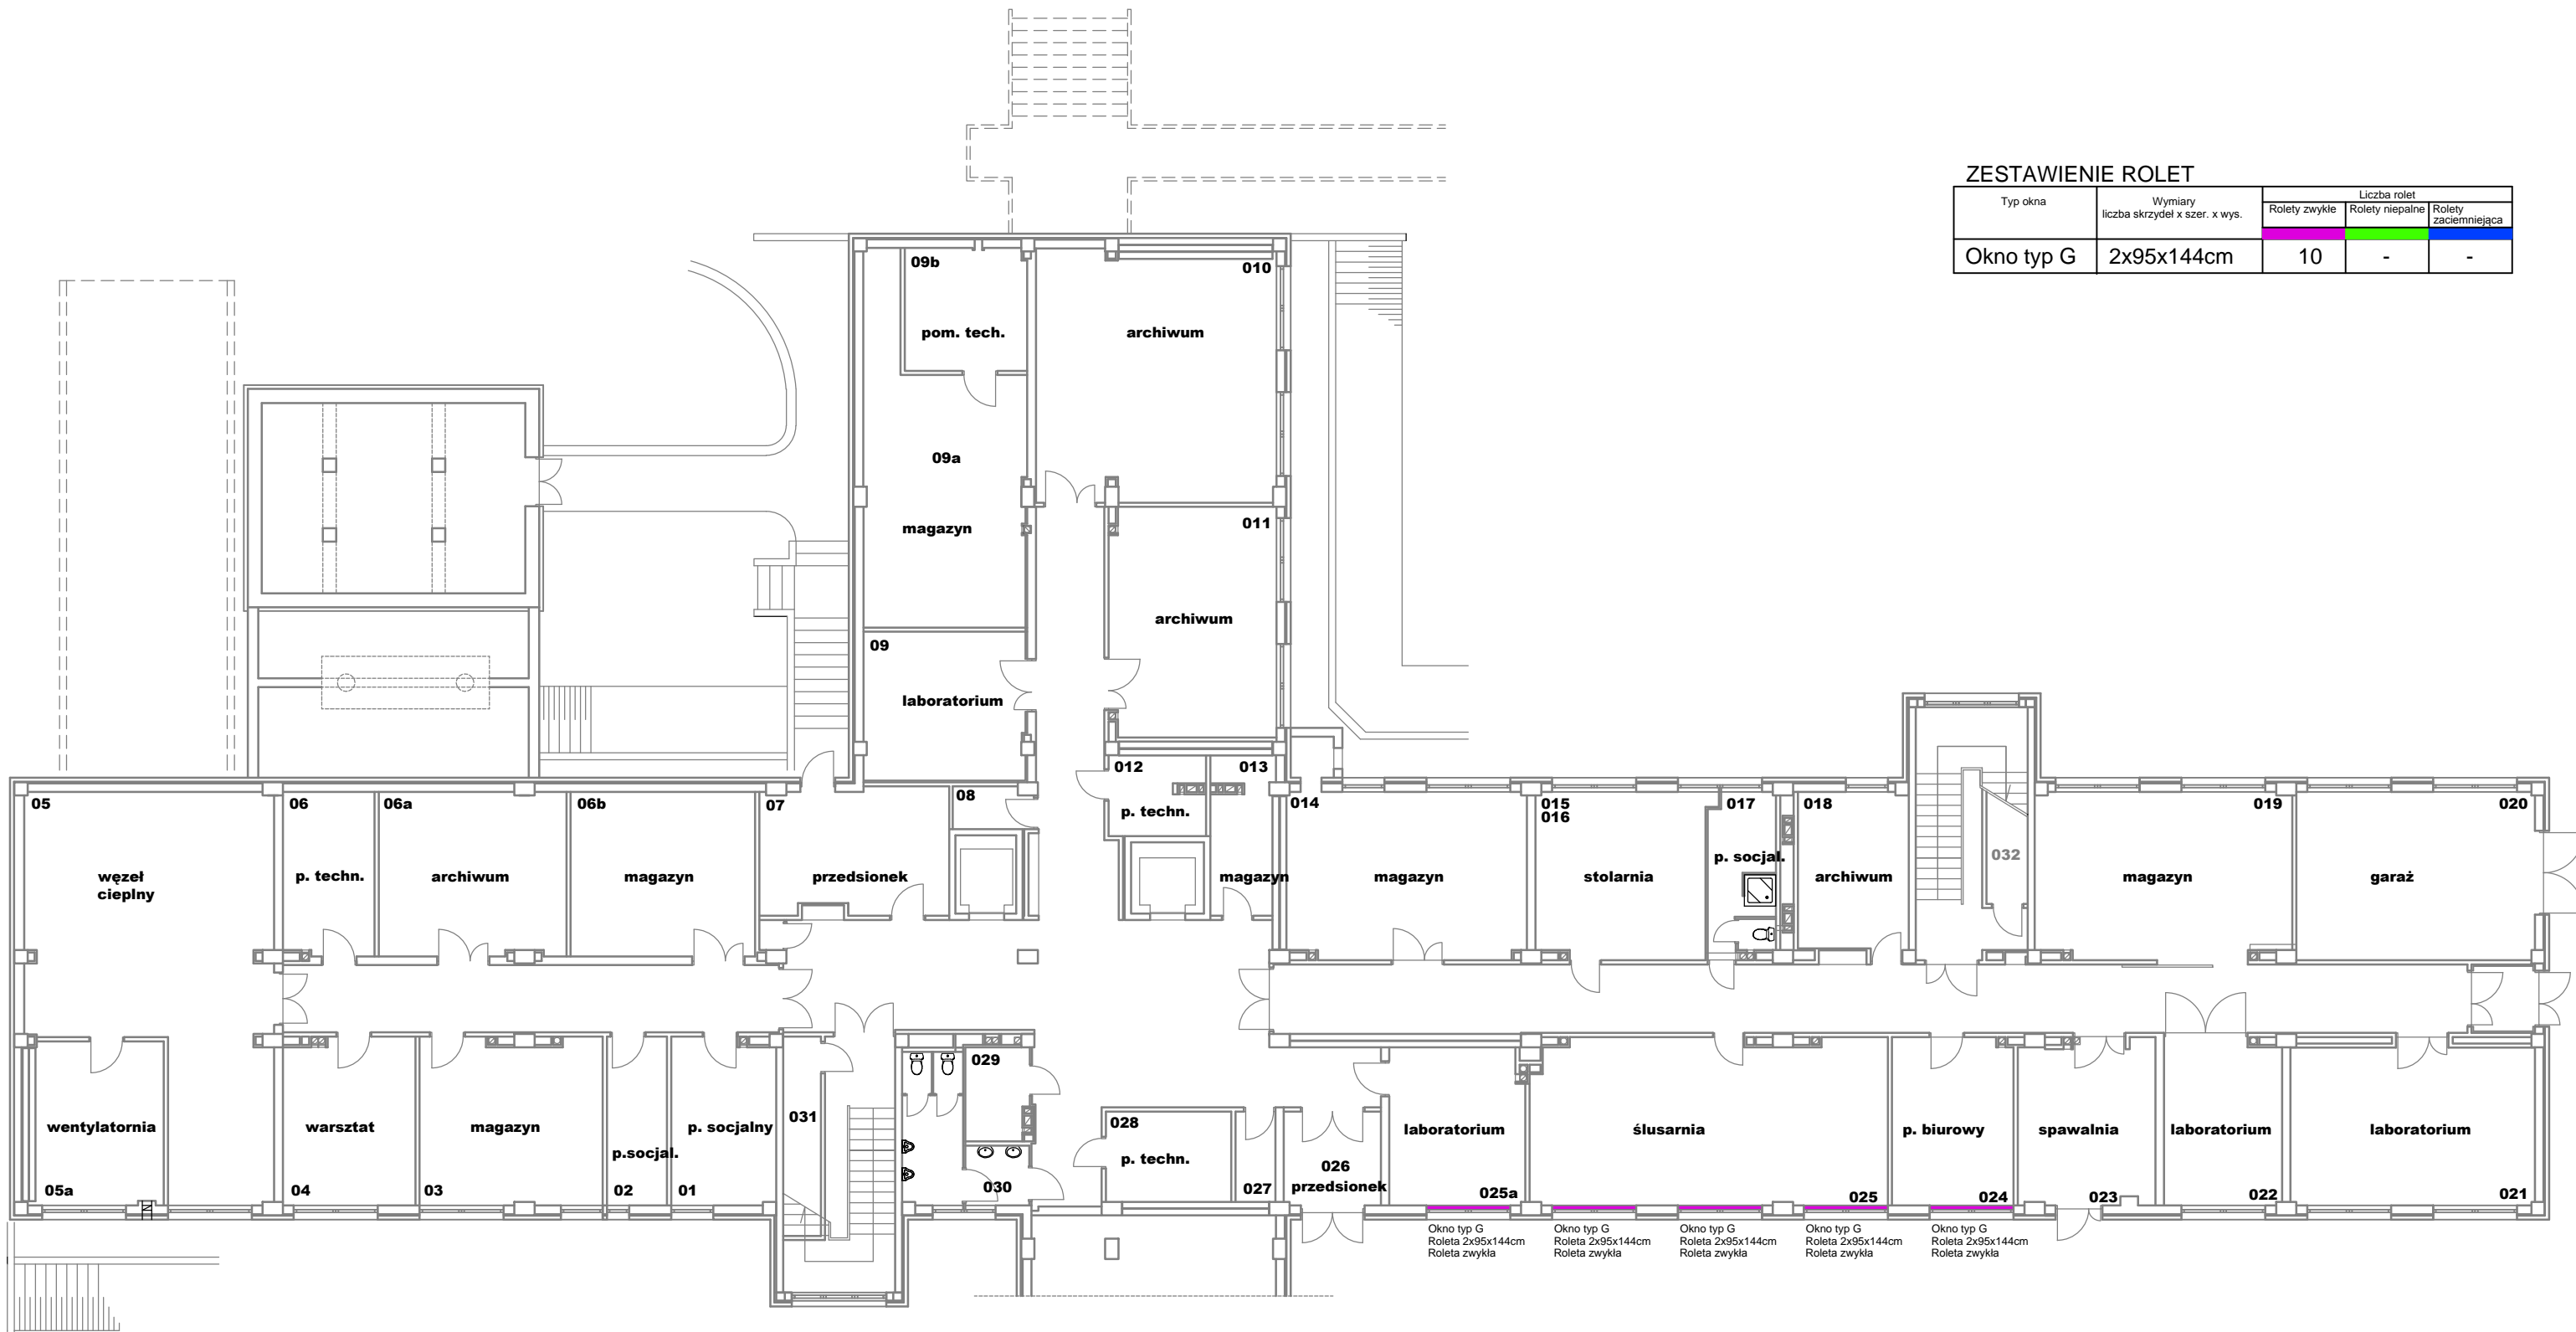 ZESTAWIENIE ROLET
Typ okna
Wymiary
liczba skrzydeł x szer. x wys.
Liczba rolet
Rolety zwykłe
Rolety niepalne
Rolety
zaciemniejąca
Okno typ G
2x95x144cm
10
-
-
09b
010
pom. tech.
archiwum
09a
magazyn
011
archiwum
09
laboratorium
012
013
p. techn.
magazyn
05
węzeł
cieplny
06
p. techn.
06a
archiwum
06b
magazyn
07
przedsionek
08
014
magazyn
015
016
stolarnia
017
p. socjal.
018
archiwum
032
019
magazyn
020
garaż
wentylatornia
05a
warsztat
04
magazyn
03
p.socjal.
02
p. socjalny
01
031
029
030
028
p. techn.
027
026
przedsionek
laboratorium
025a
ślusarnia
025
p. biurowy
024
spawalnia
023
laboratorium
022
laboratorium
021
Okno typ G
Roleta 2x95x144cm
Roleta zwykła
Okno typ G
Roleta 2x95x144cm
Roleta zwykła
Okno typ G
Roleta 2x95x144cm
Roleta zwykła
Okno typ G
Roleta 2x95x144cm
Roleta zwykła
Okno typ G
Roleta 2x95x144cm
Roleta zwykła